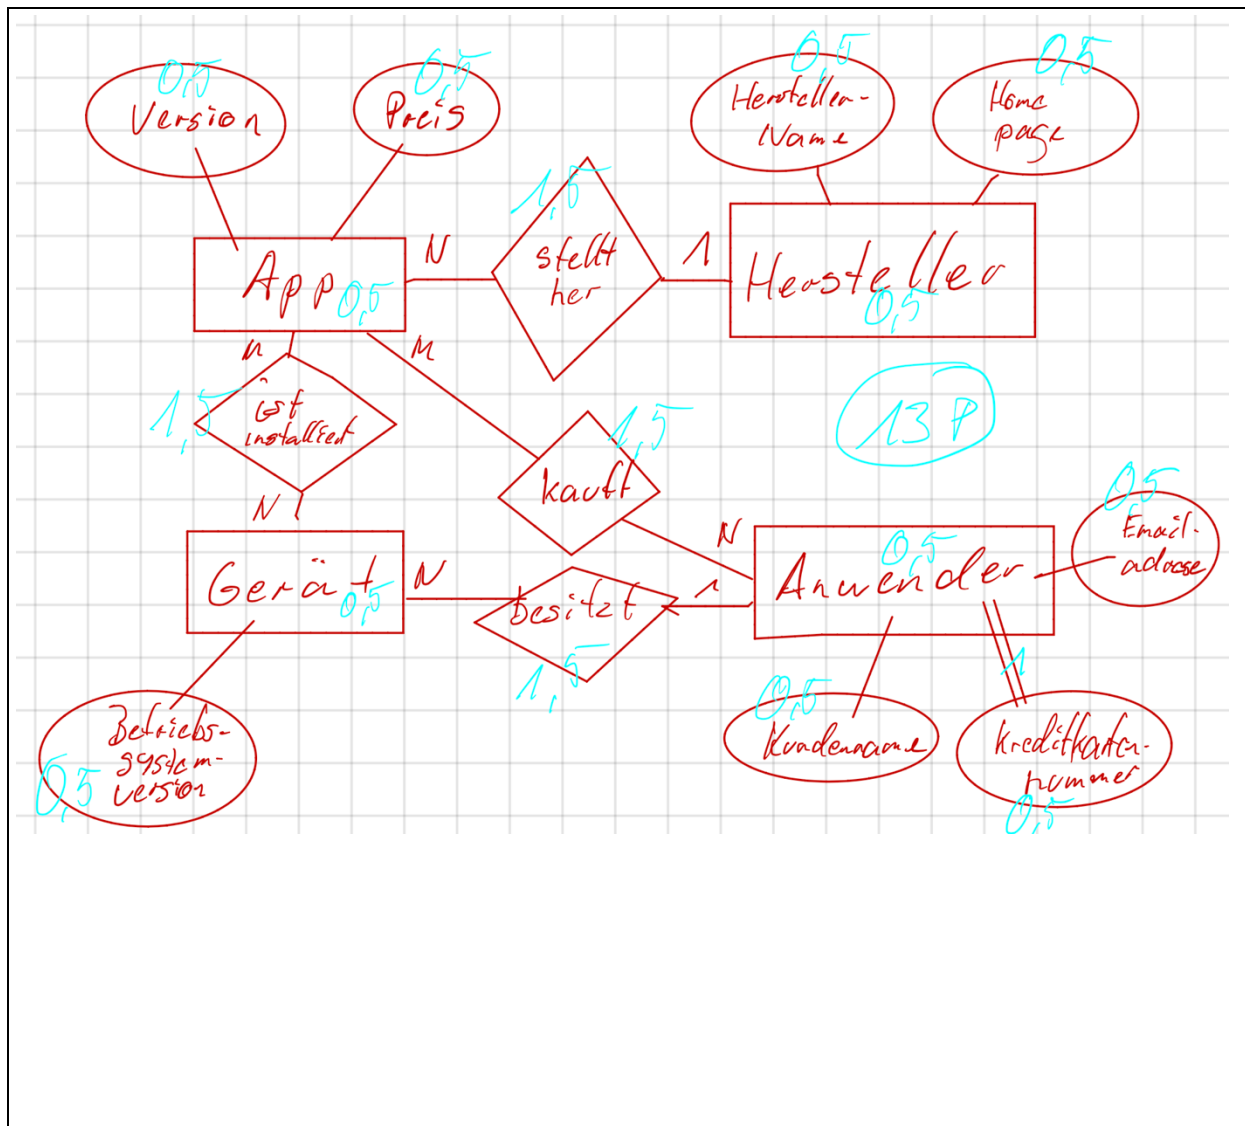 0,5
0,5
0,5
0,5
Version
Preis
Hersteller-
Name
Home
page
1,5
stellt
her
N
1
App
0,5
Hersteller
0,5
M
M
1,5
ist
installiert
1,5
kauft
13 P
N
N
Gerät
0,5
N
besitzt
1,5
1
0,5
Anwender
0,5
Email-
adresse
1
0,5
Kundenname
Kreditkarten-
nummer
0,5
Betriebs-
system-
version
0,5